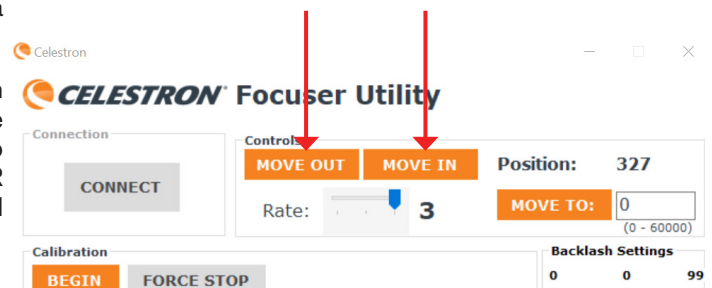 Celestron
CELESTRON Focuser Utility
Connection
CONNECT
Controls
MOVE OUT MOVE IN Position: 327
Rate: 3 MOVE TO: 0
(0 - 60000)
Calibration
BEGIN FORCE STOP
Backlash Settings
0 0 99